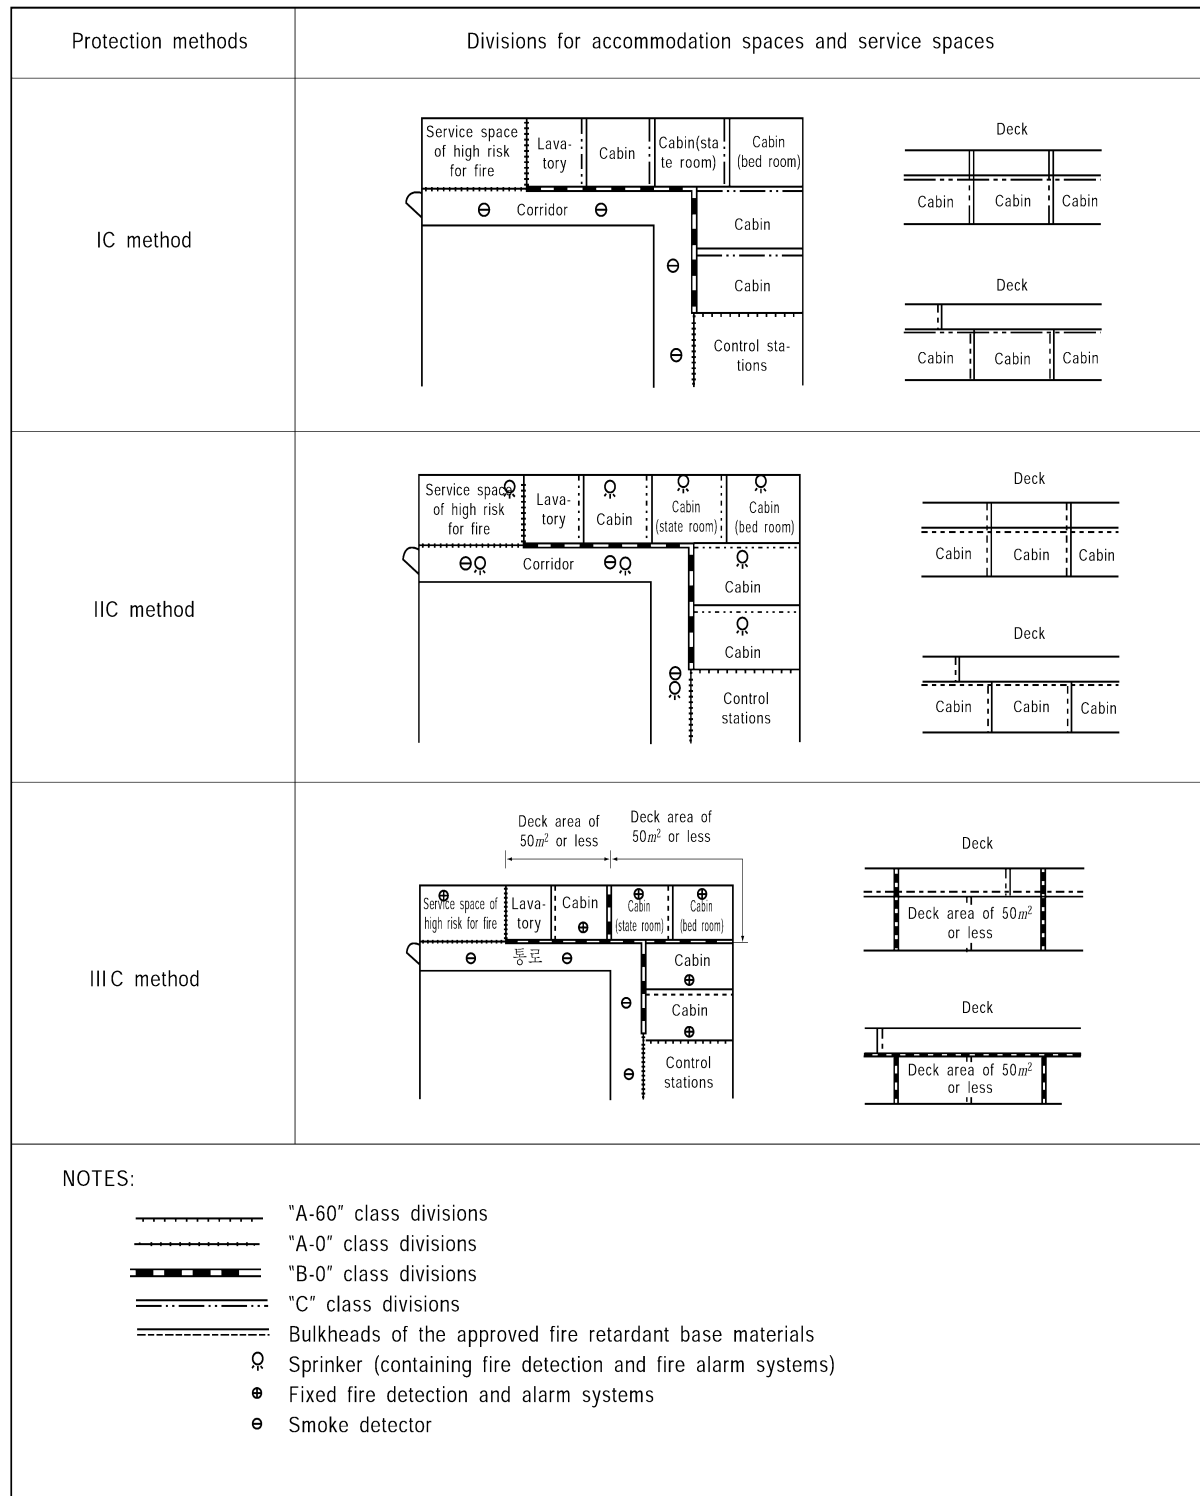 Protection methods
Divisions for accommodation spaces and service spaces
IC method
Service space
of high risk
for fire
Lava-
tory
Cabin
Cabin(sta
te room)
Cabin
(bed room)
Corridor
Cabin
Cabin
Control sta-
tions
Deck
Cabin Cabin Cabin
Deck
Cabin Cabin Cabin
IIC method
Service space
of high risk
for fire
Lava-
tory
Cabin
Cabin
(state room)
Cabin
(bed room)
Corridor
Cabin
Cabin
Control
stations
Deck
Cabin Cabin Cabin
Deck
Cabin Cabin Cabin
IIIC method
Deck area of
50m² or less
Deck area of
50m² or less
Service space of
high risk for fire
Lava-
tory
Cabin
Cabin
(state room)
Cabin
(bed room)
통로
Cabin
Cabin
Control
stations
Deck
Deck area of 50m²
or less
Deck
Deck area of 50m²
or less
NOTES:
"A-60" class divisions
"A-0" class divisions
"B-0" class divisions
"C" class divisions
Bulkheads of the approved fire retardant base materials
Sprinker (containing fire detection and fire alarm systems)
Fixed fire detection and alarm systems
Smoke detector